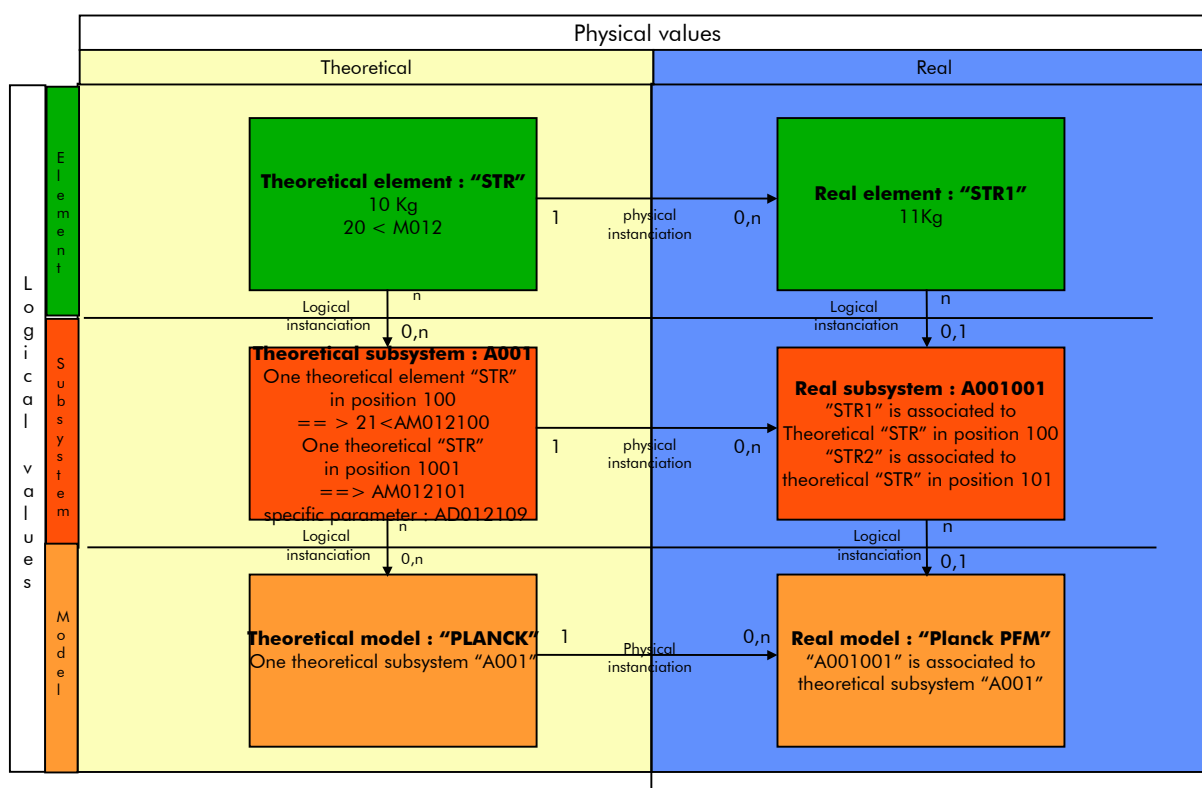 Physical values
Theoretical
Real
Logical values
Element
Theoretical element : “STR”
10 Kg
20 < M012
1
physical
instanciation
0,n
Real element : “STR1”
11Kg
n
Logical
instanciation
0,n
n
Logical
instanciation
0,1
Subsystem
Theoretical subsystem : A001
One theoretical element “STR”
in position 100
== > 21<AM012100
One theoretical “STR”
in position 1001
==> AM012101
specific parameter : AD012109
1
physical
instanciation
0,n
Real subsystem : A001001
“STR1” is associated to
Theoretical “STR” in position 100
“STR2” is associated to
theoretical “STR” in position 101
n
Logical
instanciation
0,n
n
Logical
instanciation
0,1
Model
Theoretical model : “PLANCK”
One theoretical subsystem “A001”
1
Physical
instanciation
0,n
Real model : “Planck PFM”
“A001001” is associated to
theoretical subsystem “A001”